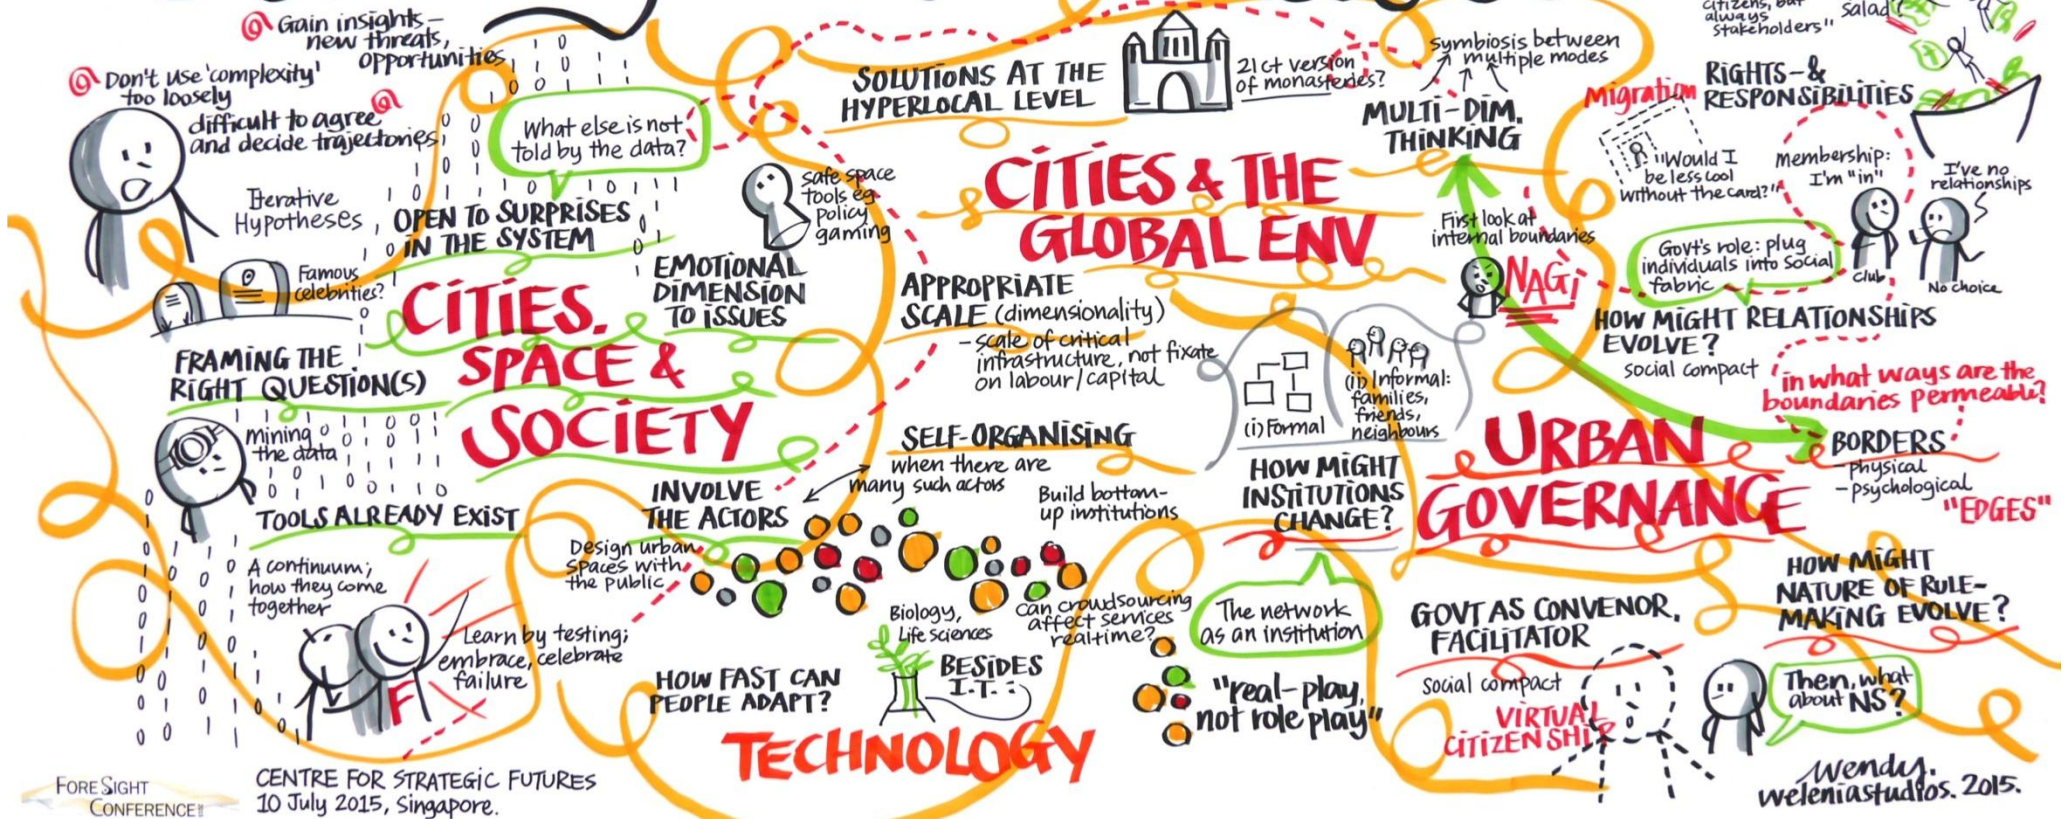 Gain insights –
new threats,
opportunities
Don't use 'complexity'
too loosely
difficult to agree
and decide trajectories
Iterative
Hypotheses
What else is not
told by the data?
OPEN TO SURPRISES
IN THE SYSTEM
Famous
celebrities?
FRAMING THE
RIGHT QUESTION(S)
mining
the data
TOOLS ALREADY EXIST
A continuum;
how they come
together
Learn by testing;
embrace, celebrate
failure
F
CITIES,
SPACE &
SOCIETY
EMOTIONAL
DIMENSION
TO ISSUES
Safe space
tools eg.
policy
gaming
INVOLVE
THE ACTORS
Design urban
spaces with
the public
SOLUTIONS AT THE
HYPERLOCAL LEVEL
21 ct version
of monasteries?
CITIES & THE
GLOBAL ENV
APPROPRIATE
SCALE (dimensionality)
- scale of critical
infrastructure, not fixate
on labour/capital
SELF-ORGANISING
when there are
many such actors
Build bottom-
up institutions
Symbiosis between
multiple modes
MULTI-DIM.
THINKING
First look at
internal boundaries
NAGi
(i) Formal
(ii) Informal:
families,
friends,
neighbours
HOW MIGHT
INSTITUTIONS
CHANGE?
The network
as an institution
citizens, but
always
stakeholders"
Salad?
Migration
RIGHTS-&
RESPONSIBILITIES
"Would I
be less cool
without the card?"
Membership:
I'm "in"
I've no
relationships
Club
No choice
Govt's role: plug
individuals into social
fabric
HOW MIGHT RELATIONSHIPS
EVOLVE?
social compact
in what ways are the
boundaries permeable?
BORDERS
- physical
- psychological
"EDGES"
URBAN
GOVERNANCE
HOW MIGHT
NATURE OF RULE-
MAKING EVOLVE?
GOVT AS CONVENOR,
FACILITATOR
Social compact
VIRTUAL
CITIZENSHIP
Then, what
about NS?
HOW FAST CAN
PEOPLE ADAPT?
Biology,
Life sciences
BESIDES
I.T. :
Can crowdsourcing
affect services
realtime?
"real-play,
not role play"
TECHNOLOGY
FORESIGHT
CONFERENCE
CENTRE FOR STRATEGIC FUTURES
10 July 2015, Singapore.
Wendy.
weleniastudios. 2015.